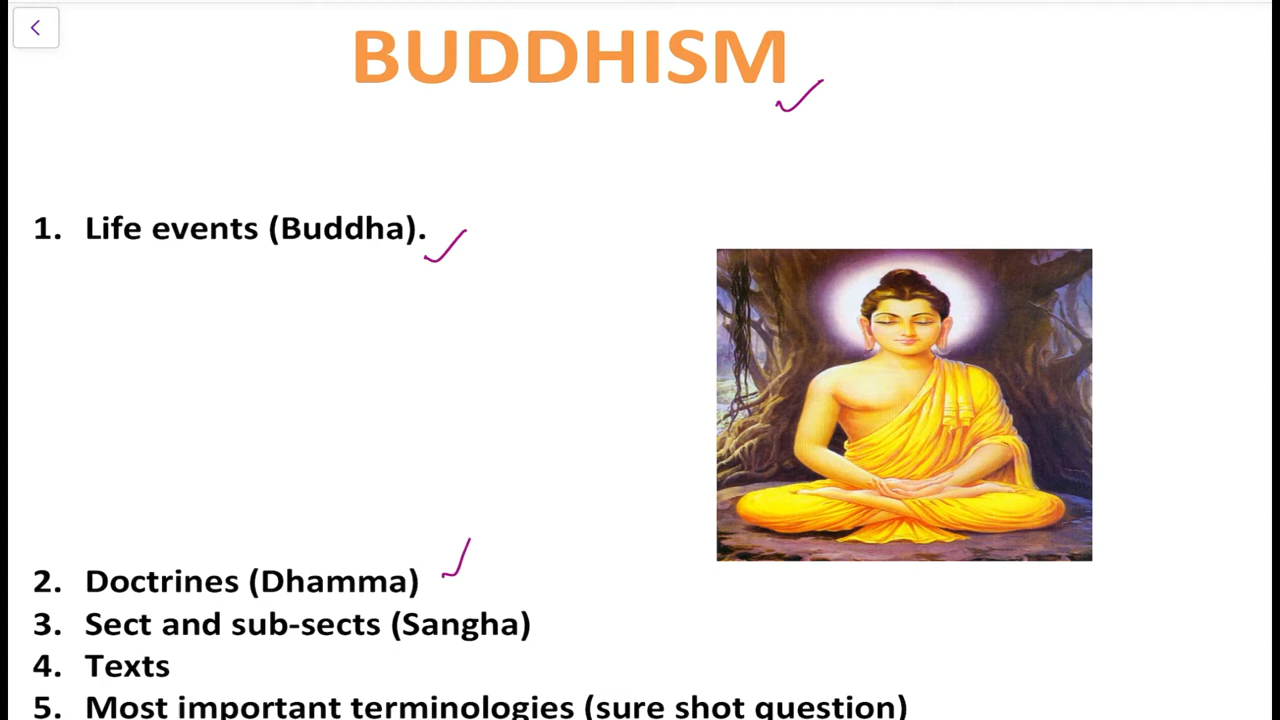 BUDDHISM
1. Life events (Buddha).
2. Doctrines (Dhamma)
3. Sect and sub-sects (Sangha)
4. Texts
5. Most important terminologies (sure shot question)